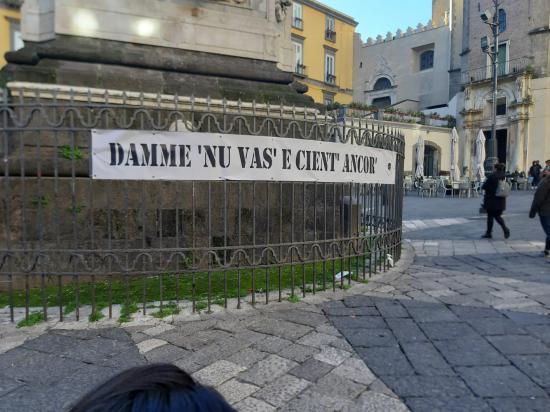 DAMME 'NU VAS' E CIENT' ANCOR'